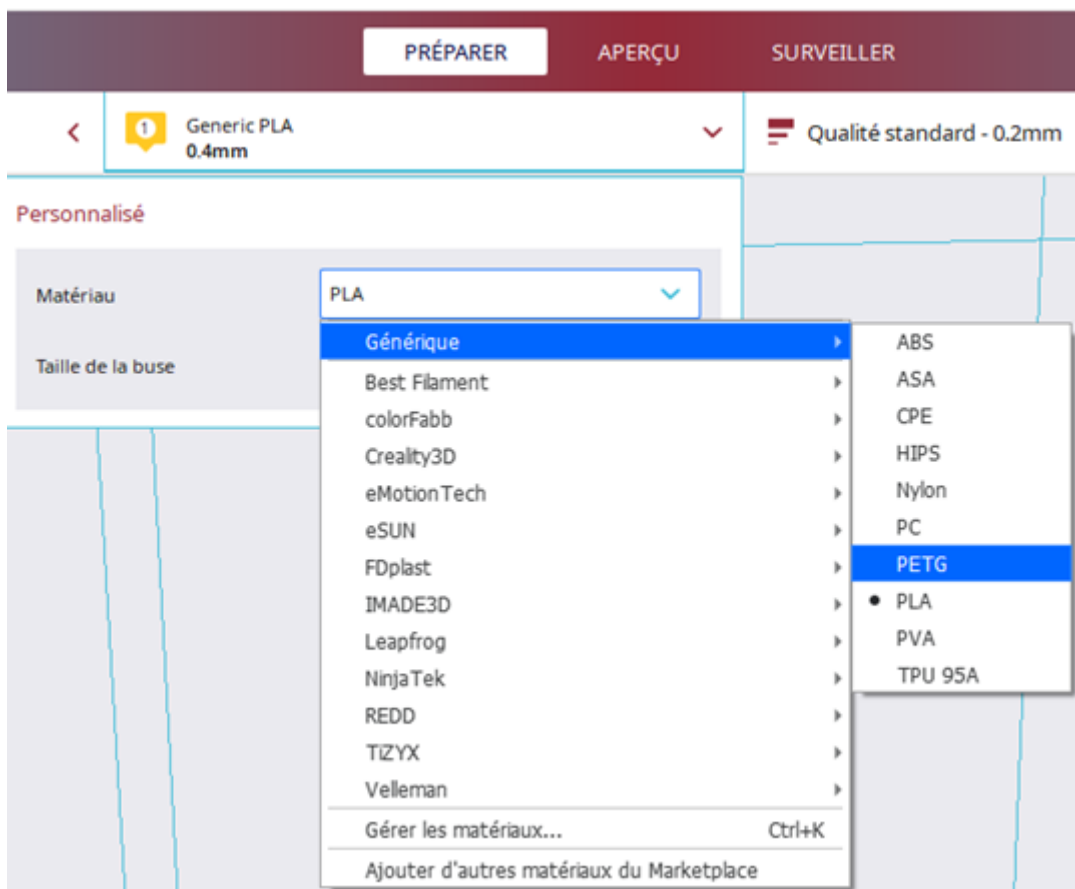 PRÉPARER
APERÇU
SURVEILLER
1
Generic PLA
0.4mm
Qualité standard - 0.2mm
Personnalisé
Matériau
PLA
Taille de la buse
Générique
Best Filament
colorFabb
Creality3D
eMotionTech
eSUN
FDplast
IMADE3D
Leapfrog
NinjaTek
REDD
TiZYX
Velleman
Gérer les matériaux... Ctrl+K
Ajouter d'autres matériaux du Marketplace
ABS
ASA
CPE
HIPS
Nylon
PC
PETG
PLA
PVA
TPU 95A